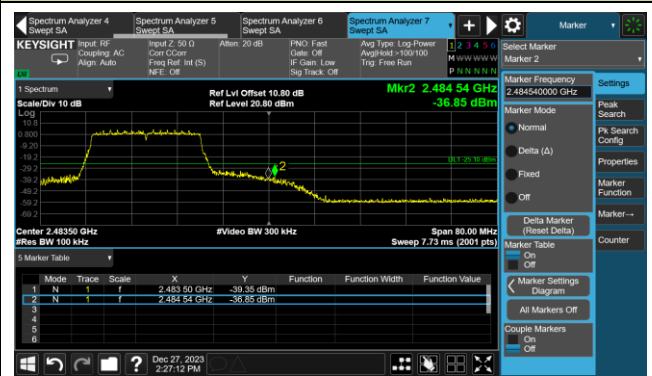 Spectrum Analyzer 4
Swept SA
Spectrum Analyzer 5
Swept SA
Spectrum Analyzer 6
Swept SA
Spectrum Analyzer 7
Swept SA
Marker
KEYSIGHT
Input: RF
Coupling: AC
Align: Auto
Input Z: 50 Ω
Corr CCorr
Freq Ref: Int (S)
NFE: Off
Atten: 20 dB
PNO: Fast
Gate: Off
IF Gain: Low
Sig Track: Off
Avg Type: Log-Power
Avg|Hold:>100/100
Trig: Free Run
1 2 3 4 5 6
M W W W W W
P N N N N N
Select Marker
Marker 2
1 Spectrum
Scale/Div 10 dB
Ref Lvl Offset 10.80 dB
Ref Level 20.80 dBm
Mkr2 2.484 54 GHz
-36.85 dBm
Log
10.8
0.800
-9.20
-19.2
-29.2
-39.2
-49.2
-59.2
-69.2
DL1 -25.10 dBm
2
Center 2.48350 GHz
#Res BW 100 kHz
#Video BW 300 kHz
Span 80.00 MHz
Sweep 7.73 ms (2001 pts)
5 Marker Table
Mode Trace Scale X Y Function Function Width Function Value
1 N 1 f 2.483 50 GHz -39.35 dBm
2 N 1 f 2.484 54 GHz -36.85 dBm
3
4
5
6
Marker Frequency
2.484540000 GHz
Marker Mode
Normal
Delta (Δ)
Fixed
Off
Delta Marker
(Reset Delta)
Marker Table
On
Off
Marker Settings
Diagram
All Markers Off
Couple Markers
On
Off
Settings
Peak
Search
Pk Search
Config
Properties
Marker
Function
Marker→
Counter
?
Dec 27, 2023
2:27:12 PM